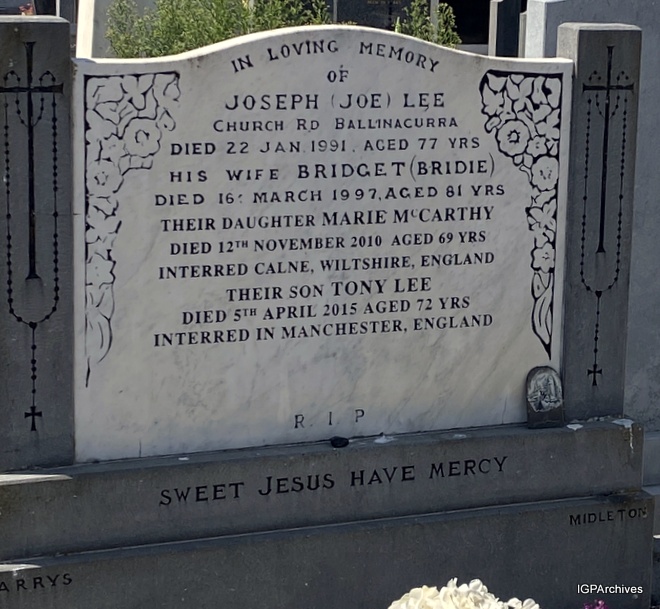 IN LOVING MEMORY
OF
JOSEPH (JOE) LEE
CHURCH RD BALLINACURRA
DIED 22 JAN. 1991. AGED 77 YRS
HIS WIFE BRIDGET (BRIDIE)
DIED 16: MARCH 1997, AGED 81 YRS
THEIR DAUGHTER MARIE McCARTHY
DIED 12TH NOVEMBER 2010 AGED 69 YRS
INTERRED CALNE, WILTSHIRE, ENGLAND
THEIR SON TONY LEE
DIED 5TH APRIL 2015 AGED 72 YRS
INTERRED IN MANCHESTER, ENGLAND
R. I. P
SWEET JESUS HAVE MERCY
MIDLETON
ARRYS
IGPArchives